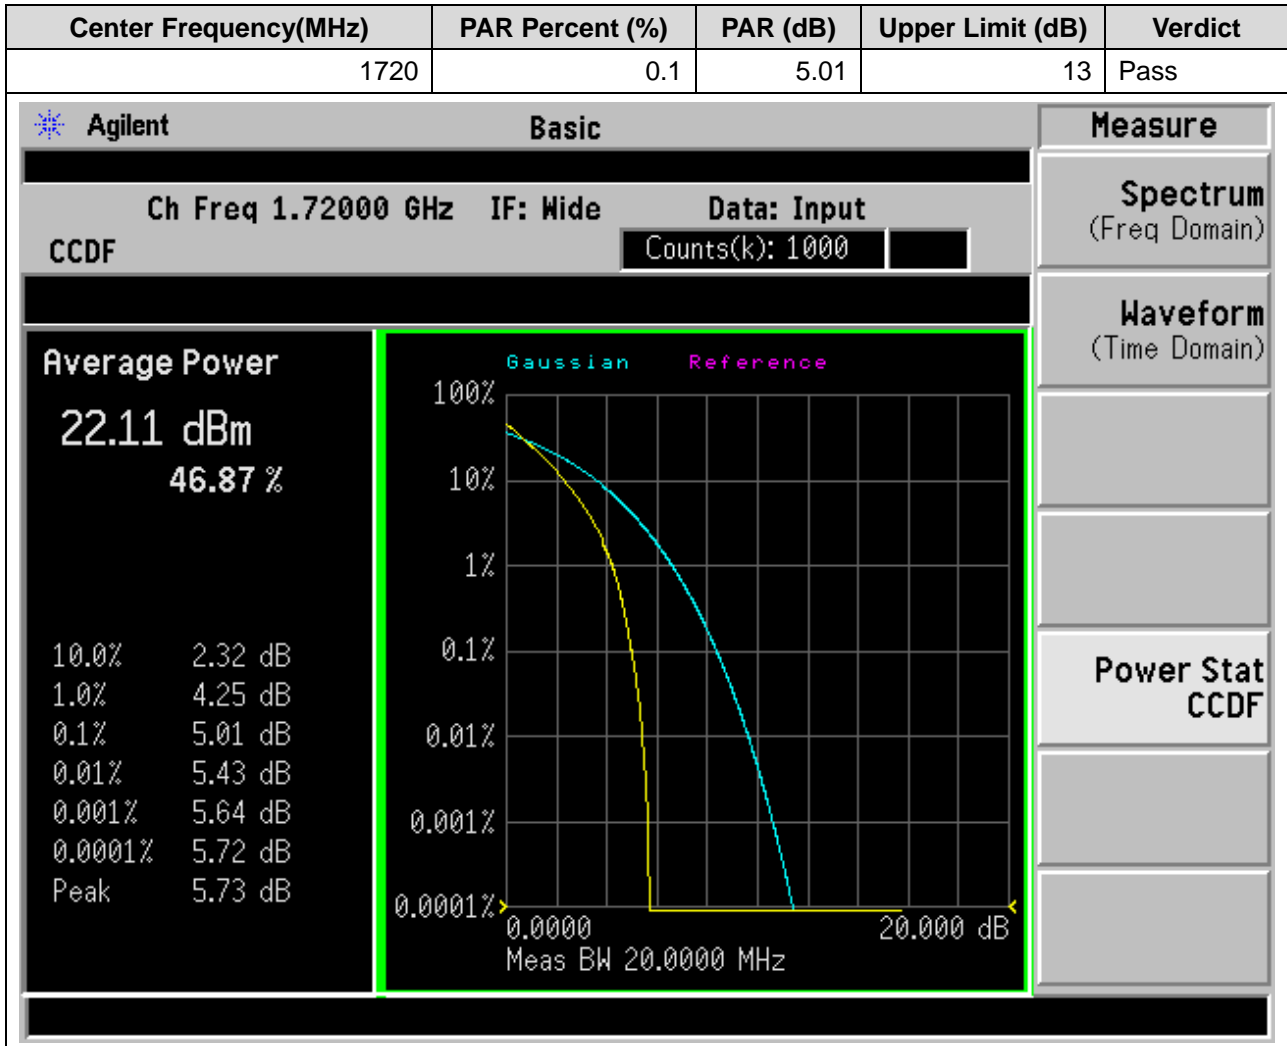 Center Frequency(MHz) PAR Percent (%) PAR (dB) Upper Limit (dB) Verdict
1720 0.1 5.01 13 Pass
Agilent Basic Measure
Ch Freq 1.72000 GHz IF: Wide Data: Input
CCDF Counts(k): 1000
Average Power
22.11 dBm
46.87 %
10.0% 2.32 dB
1.0% 4.25 dB
0.1% 5.01 dB
0.01% 5.43 dB
0.001% 5.64 dB
0.0001% 5.72 dB
Peak 5.73 dB
Gaussian Reference
100%
10%
1%
0.1%
0.01%
0.001%
0.0001%
0.0000 20.000 dB
Meas BW 20.0000 MHz
Spectrum
(Freq Domain)
Waveform
(Time Domain)
Power Stat
CCDF